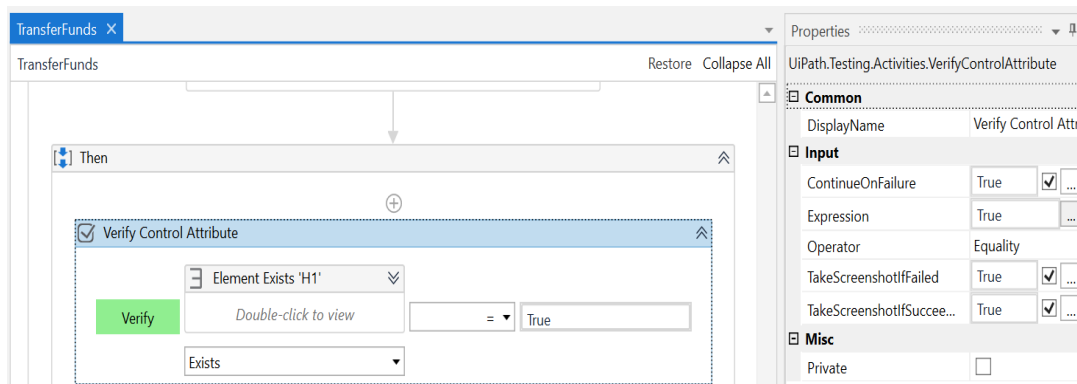 TransferFunds
TransferFunds Restore Collapse All
Then
Verify Control Attribute
Element Exists 'H1'
Verify Double-click to view = True
Exists
Properties
UiPath.Testing.Activities.VerifyControlAttribute
Common
DisplayName Verify Control Attr
Input
ContinueOnFailure True ...
Expression True ...
Operator Equality
TakeScreenshotIfFailed True ...
TakeScreenshotIfSuccee... True ...
Misc
Private